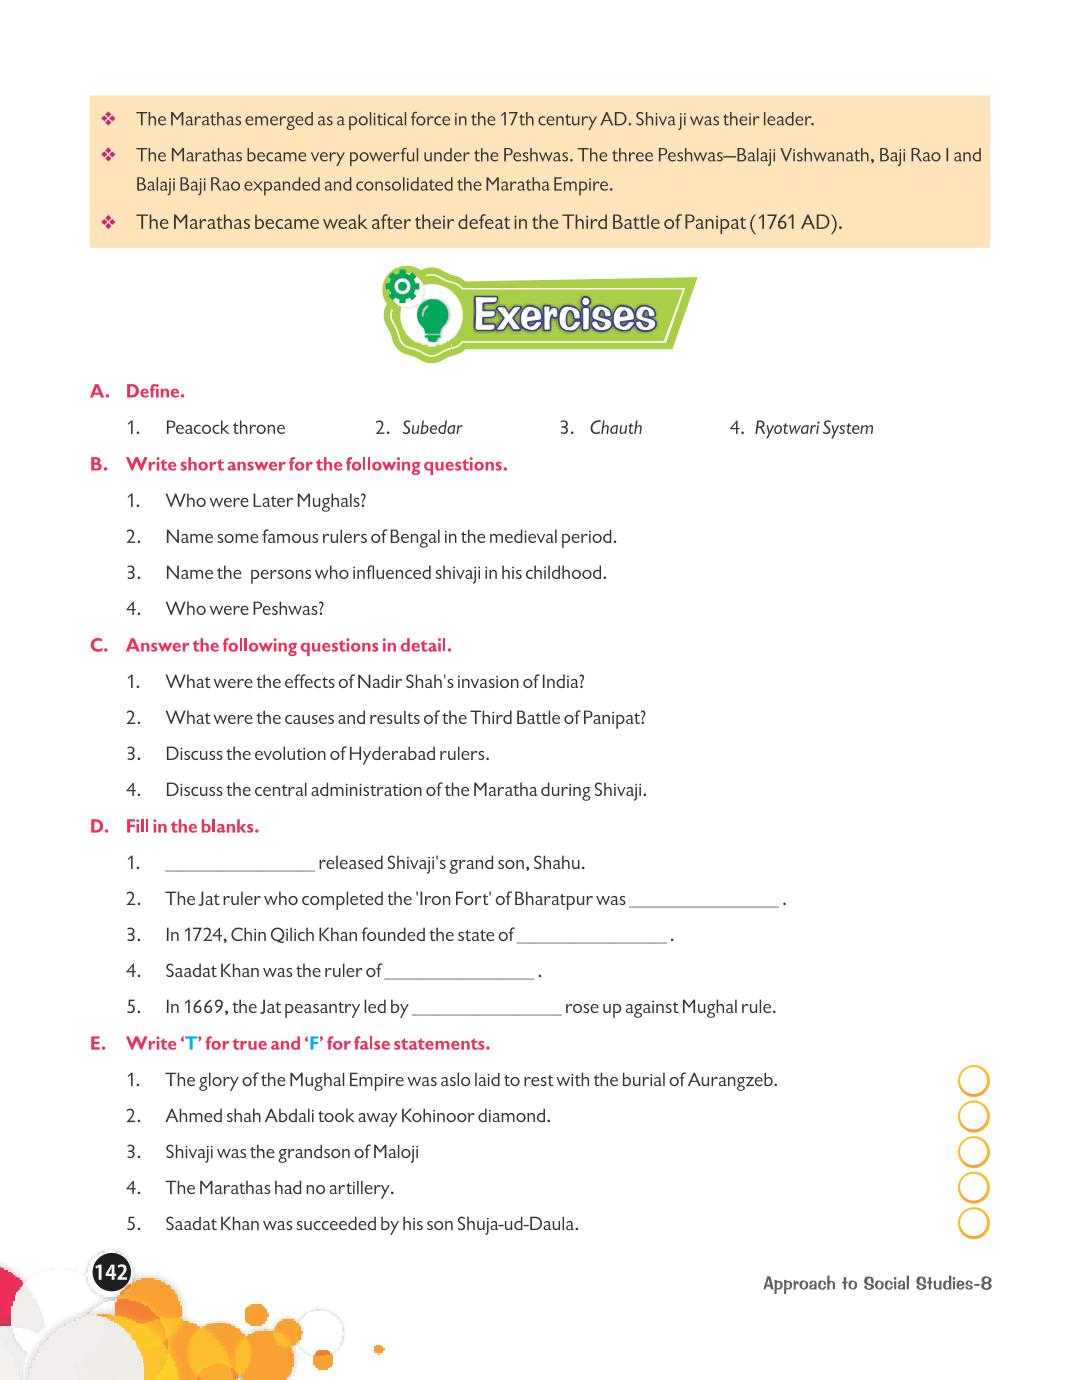 ❖ The Marathas emerged as a political force in the 17th century AD. Shiva ji was their leader.
❖ The Marathas became very powerful under the Peshwas. The three Peshwas—Balaji Vishwanath, Baji Rao I and
Balaji Baji Rao expanded and consolidated the Maratha Empire.
❖ The Marathas became weak after their defeat in the Third Battle of Panipat (1761 AD).
Exercises
A. Define.
1. Peacock throne 2. Subedar 3. Chauth 4. Ryotwari System
B. Write short answer for the following questions.
1. Who were Later Mughals?
2. Name some famous rulers of Bengal in the medieval period.
3. Name the persons who influenced shivaji in his childhood.
4. Who were Peshwas?
C. Answer the following questions in detail.
1. What were the effects of Nadir Shah's invasion of India?
2. What were the causes and results of the Third Battle of Panipat?
3. Discuss the evolution of Hyderabad rulers.
4. Discuss the central administration of the Maratha during Shivaji.
D. Fill in the blanks.
1. _______________ released Shivaji's grand son, Shahu.
2. The Jat ruler who completed the 'Iron Fort' of Bharatpur was _______________ .
3. In 1724, Chin Qilich Khan founded the state of _______________ .
4. Saadat Khan was the ruler of _______________ .
5. In 1669, the Jat peasantry led by _______________ rose up against Mughal rule.
E. Write ‘T’ for true and ‘F’ for false statements.
1. The glory of the Mughal Empire was aslo laid to rest with the burial of Aurangzeb.
2. Ahmed shah Abdali took away Kohinoor diamond.
3. Shivaji was the grandson of Maloji
4. The Marathas had no artillery.
5. Saadat Khan was succeeded by his son Shuja-ud-Daula.
142
Approach to Social Studies-8